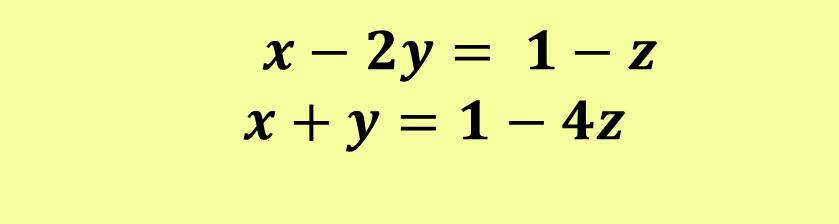 x − 2y = 1 − z
x + y = 1 − 4z